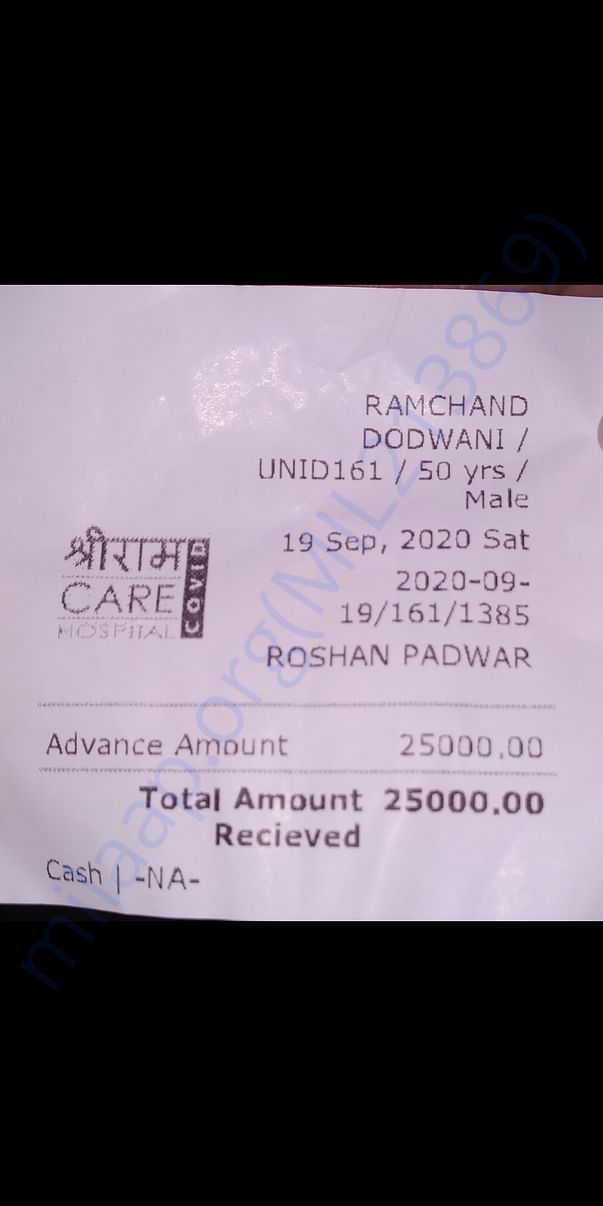 RAMCHAND
DODWANI /
UNID161 / 50 yrs /
Male
श्रीराम
CARE
HOSPITAL
COVID
19 Sep, 2020 Sat
2020-09-
19/161/1385
ROSHAN PADWAR
Advance Amount 25000.00
Total Amount 25000.00
Recieved
Cash | -NA-
milaap.org(MIL213869)